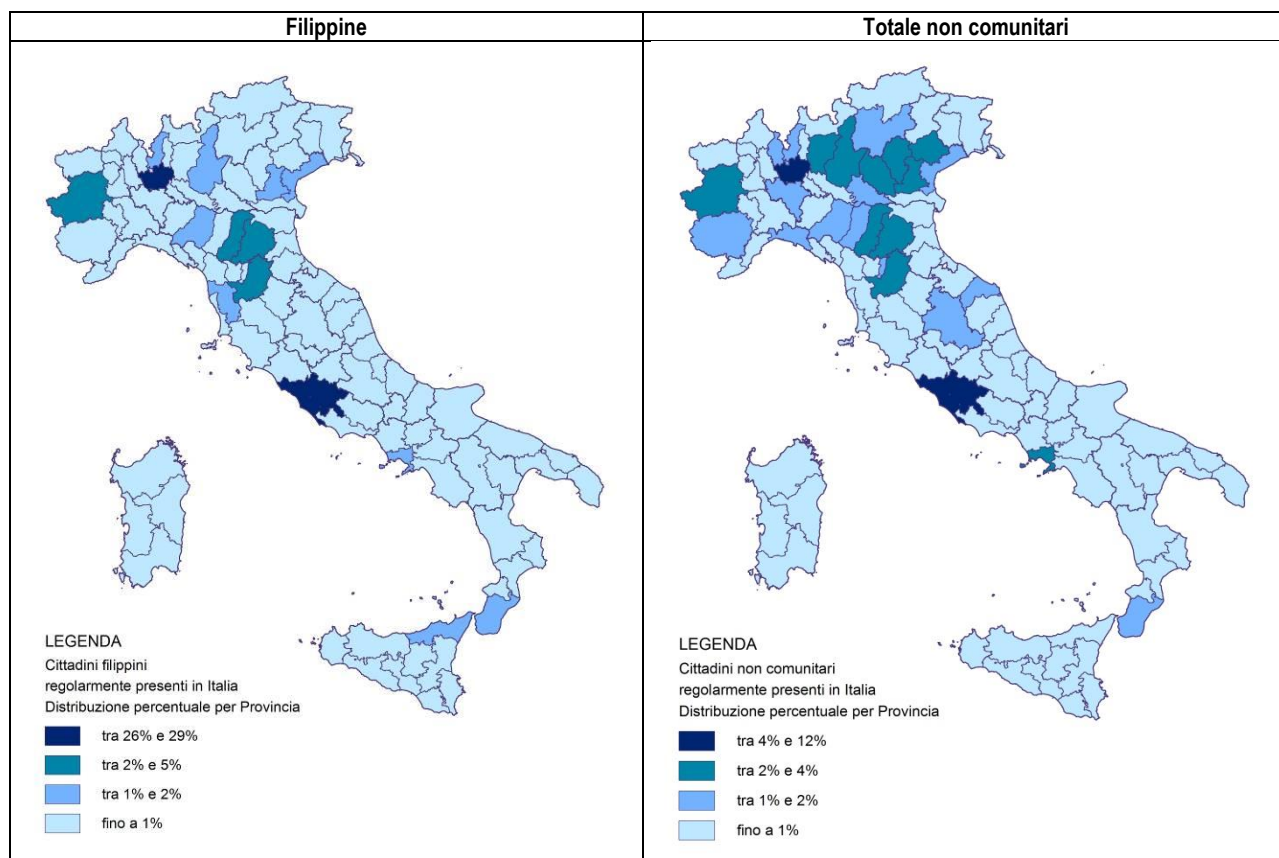 Filippine
Totale non comunitari
LEGENDA
Cittadini filippini
regolarmente presenti in Italia
Distribuzione percentuale per Provincia
tra 26% e 29%
tra 2% e 5%
tra 1% e 2%
fino a 1%
LEGENDA
Cittadini non comunitari
regolarmente presenti in Italia
Distribuzione percentuale per Provincia
tra 4% e 12%
tra 2% e 4%
tra 1% e 2%
fino a 1%